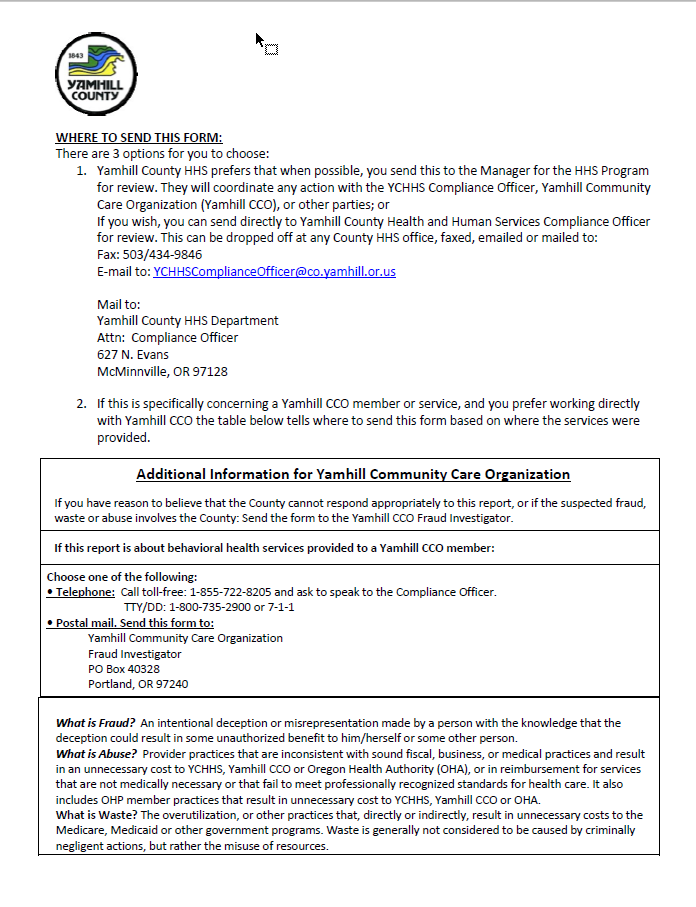 1843
YAMHILL
COUNTY
WHERE TO SEND THIS FORM:
There are 3 options for you to choose:
1. Yamhill County HHS prefers that when possible, you send this to the Manager for the HHS Program
for review. They will coordinate any action with the YCHHS Compliance Officer, Yamhill Community
Care Organization (Yamhill CCO), or other parties; or
If you wish, you can send directly to Yamhill County Health and Human Services Compliance Officer
for review. This can be dropped off at any County HHS office, faxed, emailed or mailed to:
Fax: 503/434-9846
E-mail to: YCHHSComplianceOfficer@co.yamhill.or.us
Mail to:
Yamhill County HHS Department
Attn: Compliance Officer
627 N. Evans
McMinnville, OR 97128
2. If this is specifically concerning a Yamhill CCO member or service, and you prefer working directly
with Yamhill CCO the table below tells where to send this form based on where the services were
provided.
Additional Information for Yamhill Community Care Organization
If you have reason to believe that the County cannot respond appropriately to this report, or if the suspected fraud,
waste or abuse involves the County: Send the form to the Yamhill CCO Fraud Investigator.
If this report is about behavioral health services provided to a Yamhill CCO member:
Choose one of the following:
• Telephone: Call toll-free: 1-855-722-8205 and ask to speak to the Compliance Officer.
TTY/DD: 1-800-735-2900 or 7-1-1
• Postal mail. Send this form to:
Yamhill Community Care Organization
Fraud Investigator
PO Box 40328
Portland, OR 97240
What is Fraud? An intentional deception or misrepresentation made by a person with the knowledge that the
deception could result in some unauthorized benefit to him/herself or some other person.
What is Abuse? Provider practices that are inconsistent with sound fiscal, business, or medical practices and result
in an unnecessary cost to YCHHS, Yamhill CCO or Oregon Health Authority (OHA), or in reimbursement for services
that are not medically necessary or that fail to meet professionally recognized standards for health care. It also
includes OHP member practices that result in unnecessary cost to YCHHS, Yamhill CCO or OHA.
What is Waste? The overutilization, or other practices that, directly or indirectly, result in unnecessary costs to the
Medicare, Medicaid or other government programs. Waste is generally not considered to be caused by criminally
negligent actions, but rather the misuse of resources.